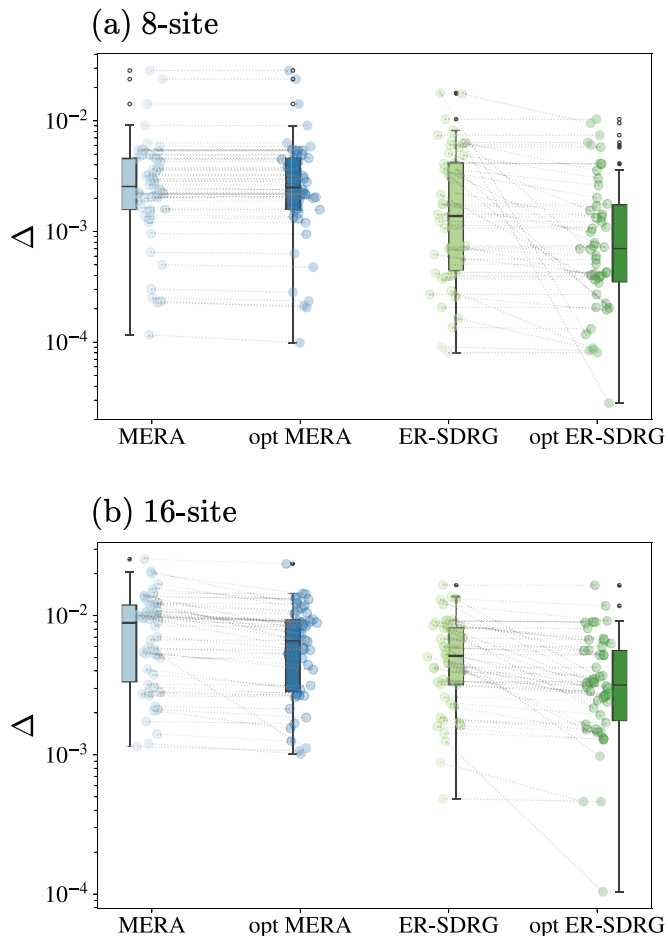 (a) 8-site
10⁻²
10⁻³
10⁻⁴
Δ
MERA opt MERA ER-SDRG opt ER-SDRG
(b) 16-site
10⁻²
10⁻³
10⁻⁴
Δ
MERA opt MERA ER-SDRG opt ER-SDRG